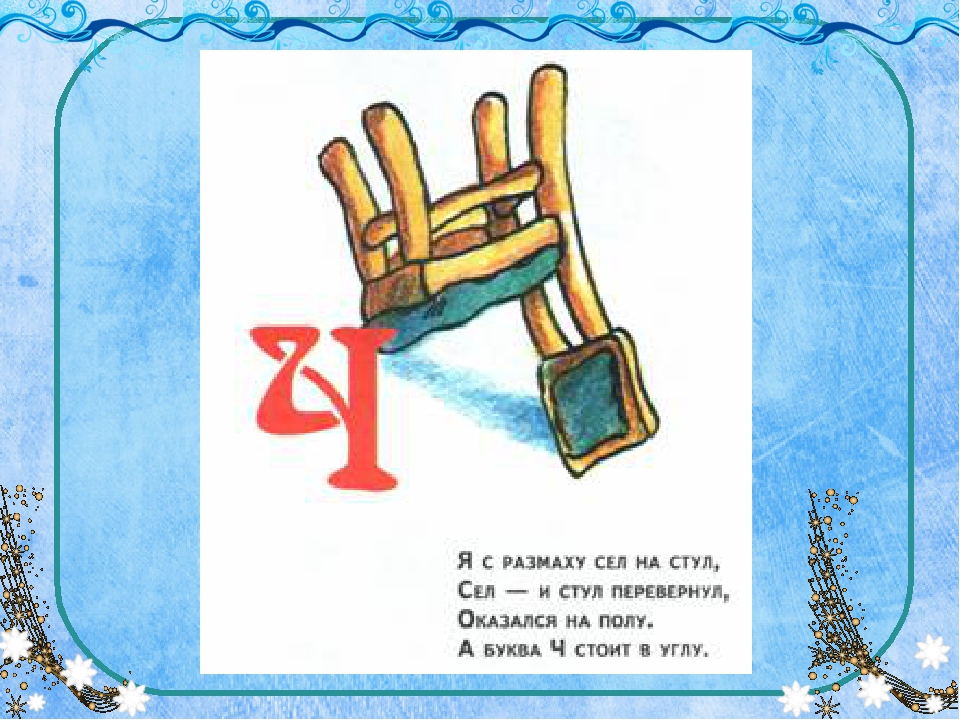 Ч
Я С РАЗМАХУ СЕЛ НА СТУЛ,
СЕЛ — И СТУЛ ПЕРЕВЕРНУЛ,
ОКАЗАЛСЯ НА ПОЛУ.
А БУКВА Ч СТОИТ В УГЛУ.